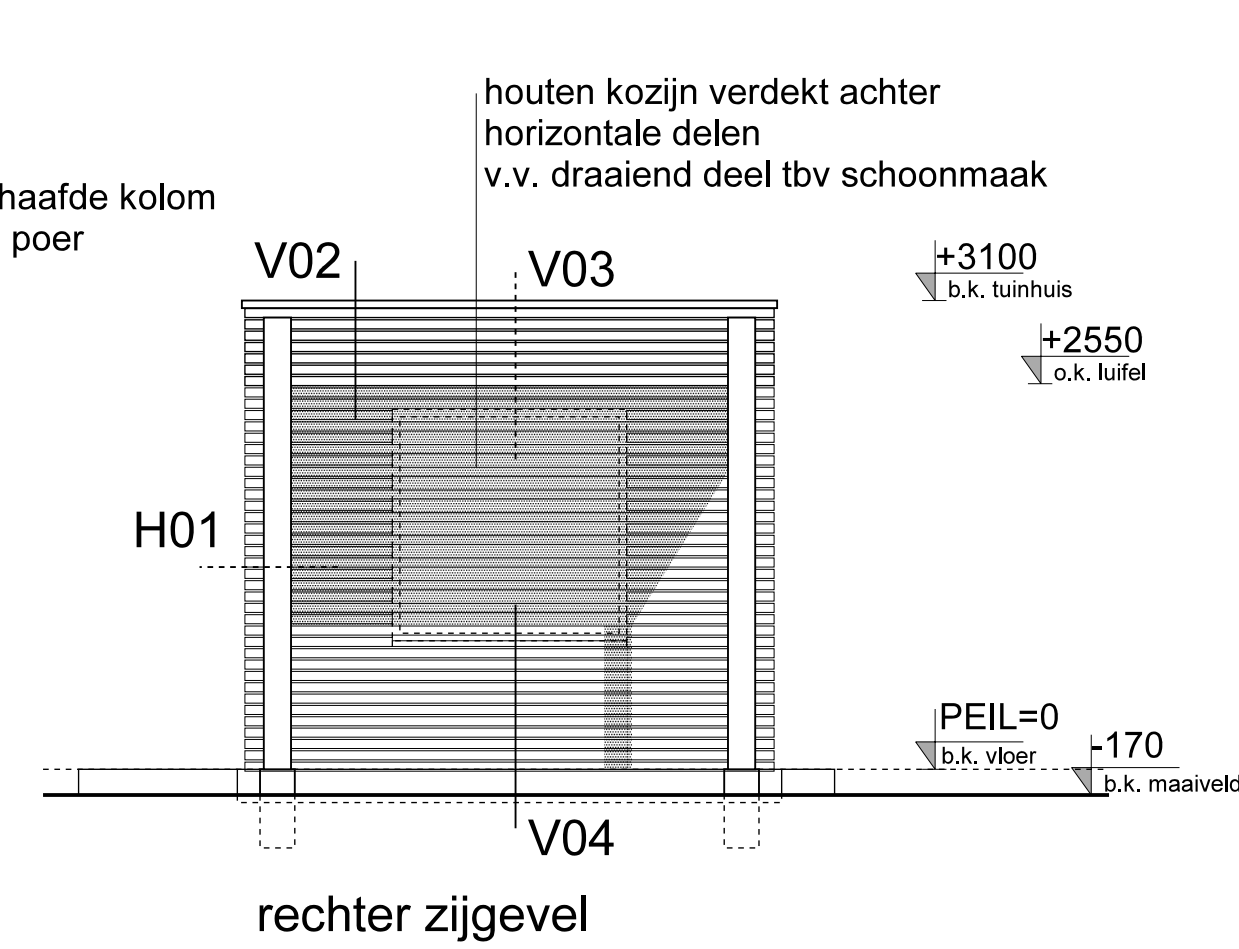 houten kozijn verdekt achter
horizontale delen
v.v. draaiend deel tbv schoonmaak
haafde kolom
poer
V02
V03
+3100
b.k. tuinhuis
+2550
o.k. luifel
H01
PEIL=0
b.k. vloer
-170
b.k. maaiveld
V04
rechter zijgevel